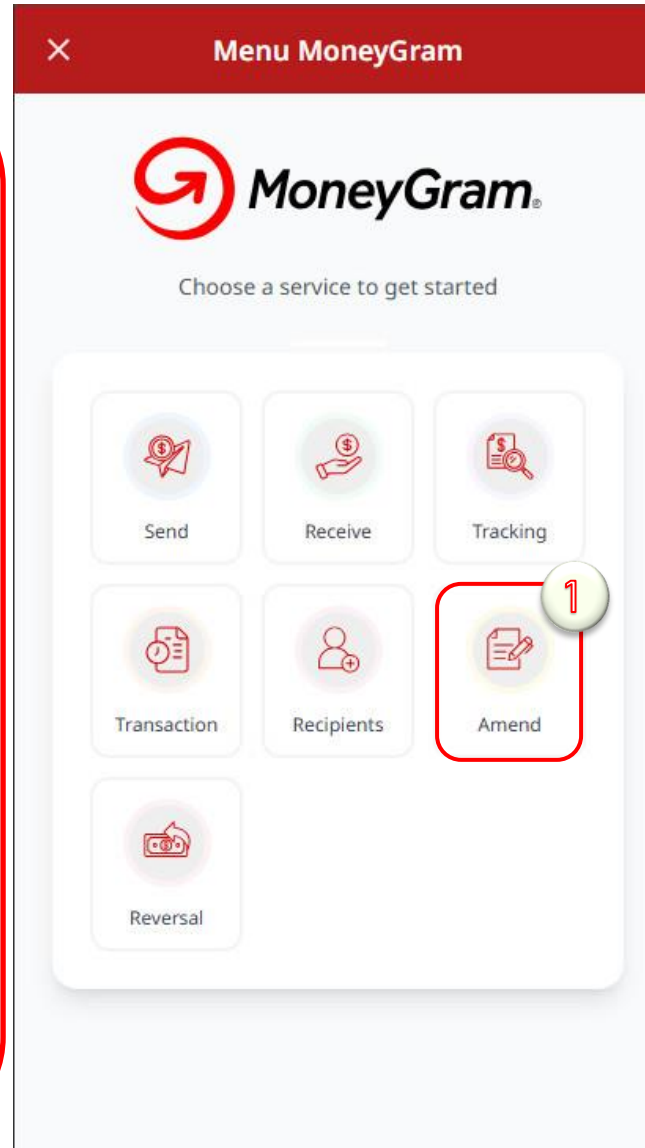 Menu MoneyGram
MoneyGram®
Choose a service to get started
Send
Receive
Tracking
1
Transaction
Recipients
Amend
Reversal